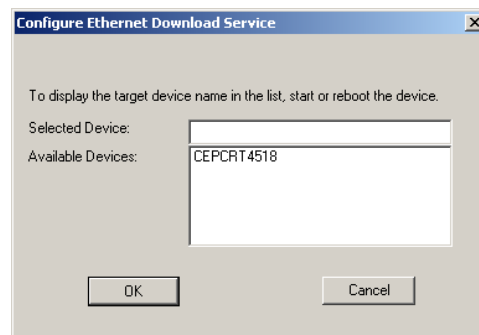 Configure Ethernet Download Service
To display the target device name in the list, start or reboot the device.
Selected Device:
Available Devices:
CEPCRT4518
OK
Cancel